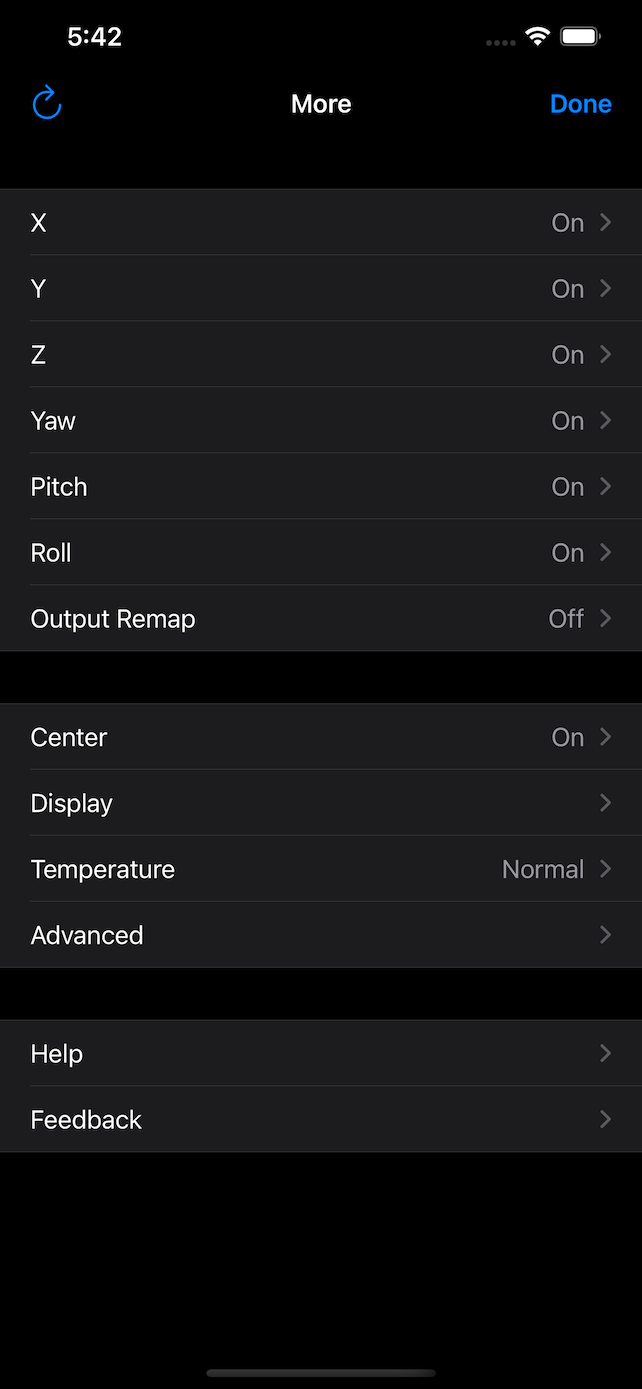 5:42
More
Done
X On
Y On
Z On
Yaw On
Pitch On
Roll On
Output Remap Off
Center On
Display
Temperature Normal
Advanced
Help
Feedback